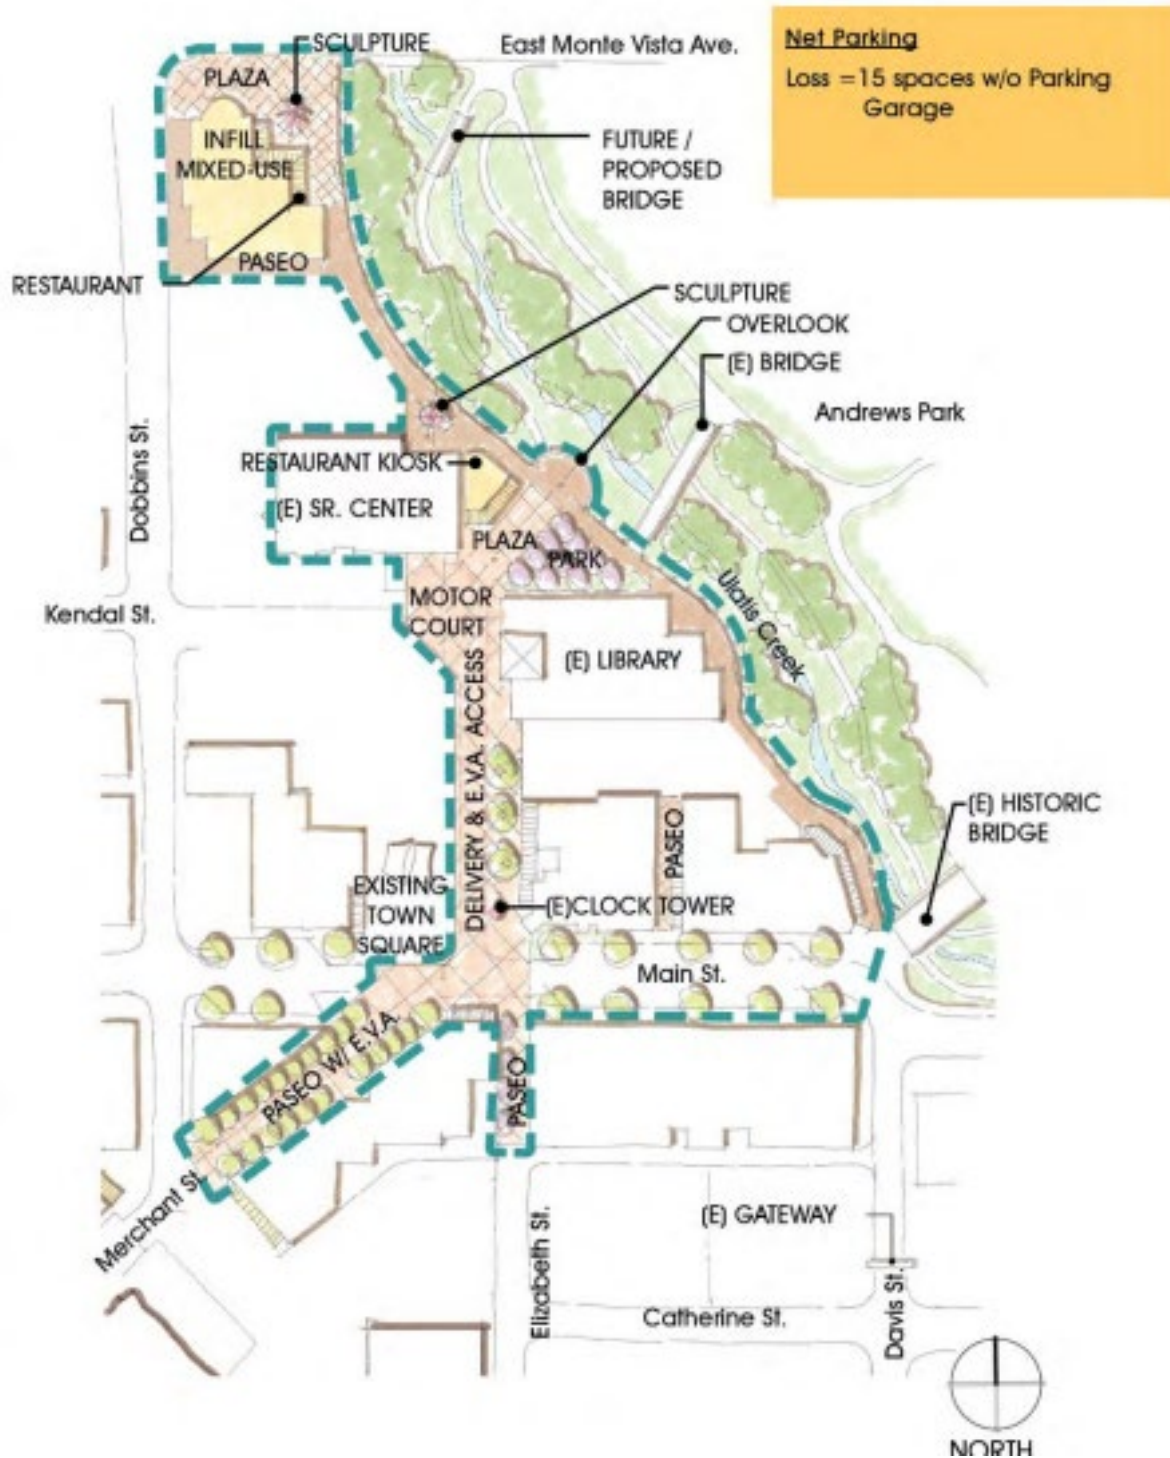 SCULPTURE
East Monte Vista Ave.
Net Parking
Loss =15 spaces w/o Parking
Garage
PLAZA
INFILL
MIXED-USE
FUTURE /
PROPOSED
BRIDGE
PASEO
RESTAURANT
SCULPTURE
OVERLOOK
(E) BRIDGE
Andrews Park
Dobbins St.
RESTAURANT KIOSK
(E) SR. CENTER
PLAZA
PARK
MOTOR
COURT
Kendal St.
Ulatis Creek
(E) LIBRARY
DELIVERY & E.V.A. ACCESS
PASEO
(E) HISTORIC
BRIDGE
EXISTING
TOWN
SQUARE
(E)CLOCK TOWER
Main St.
PASEO W/ E.V.A.
PASEO
Merchant St.
(E) GATEWAY
Elizabeth St.
Catherine St.
Davis St.
NORTH